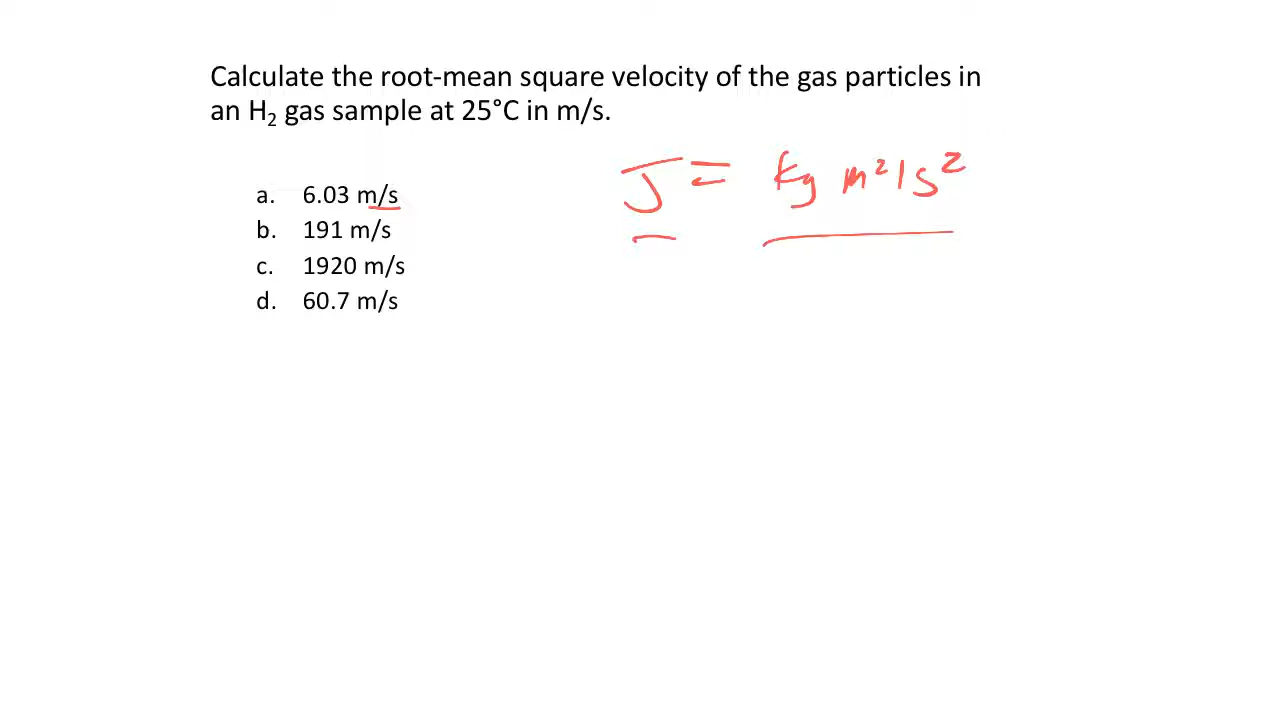 Calculate the root-mean square velocity of the gas particles in
an H₂ gas sample at 25°C in m/s.
J = kg m²/s²
a. 6.03 m/s
b. 191 m/s
c. 1920 m/s
d. 60.7 m/s